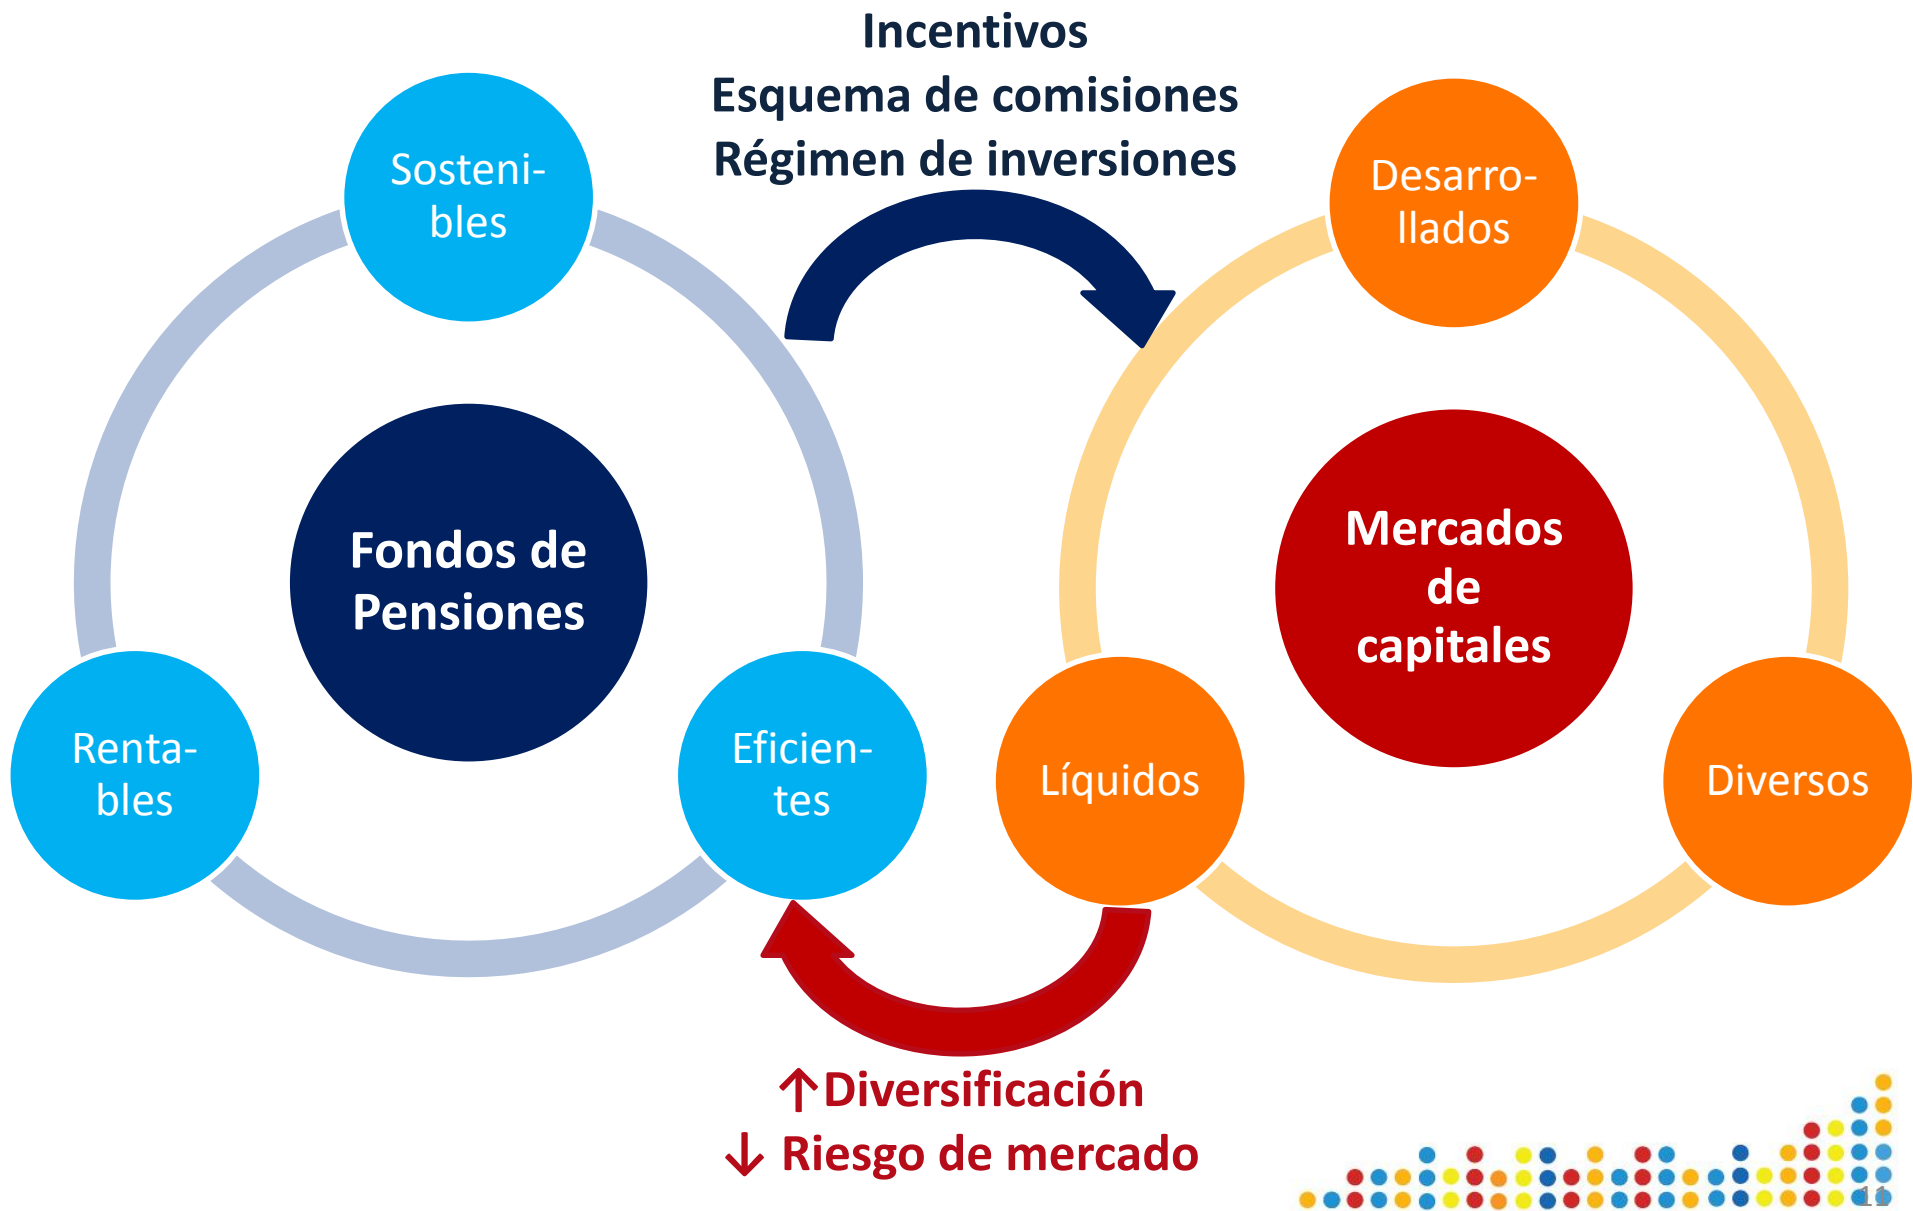 Incentivos
Esquema de comisiones
Régimen de inversiones
Sosteni-
bles
Fondos de
Pensiones
Renta-
bles
Eficien-
tes
Desarro-
llados
Mercados
de
capitales
Líquidos
Diversos
↑Diversificación
↓ Riesgo de mercado
11